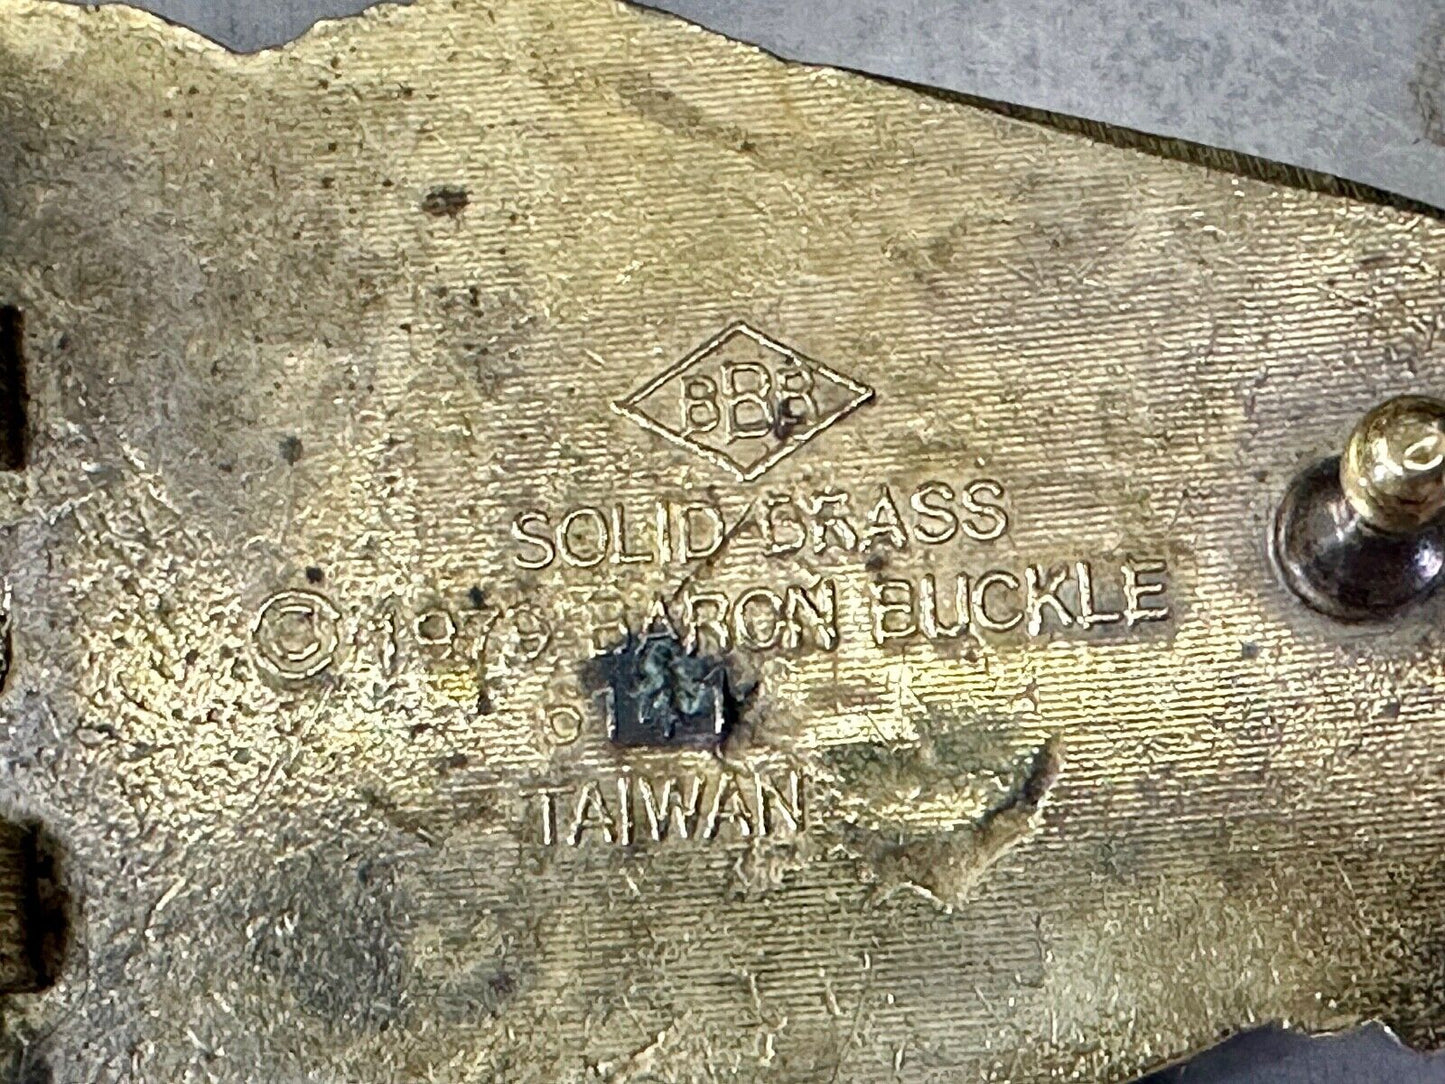 BBB
SOLID BRASS
© 1979 BARON BUCKLE
TAIWAN